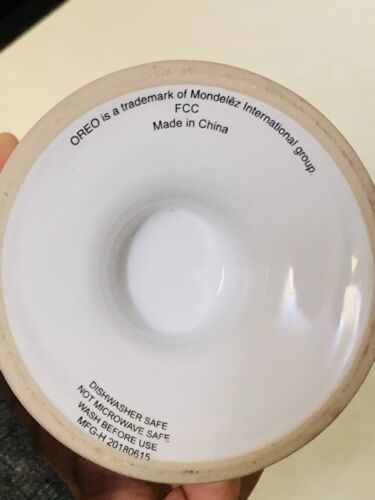 OREO is a trademark of Mondelēz International group.
FCC
Made in China
DISHWASHER SAFE
NOT MICROWAVE SAFE
WASH BEFORE USE
MFG-H 20180615